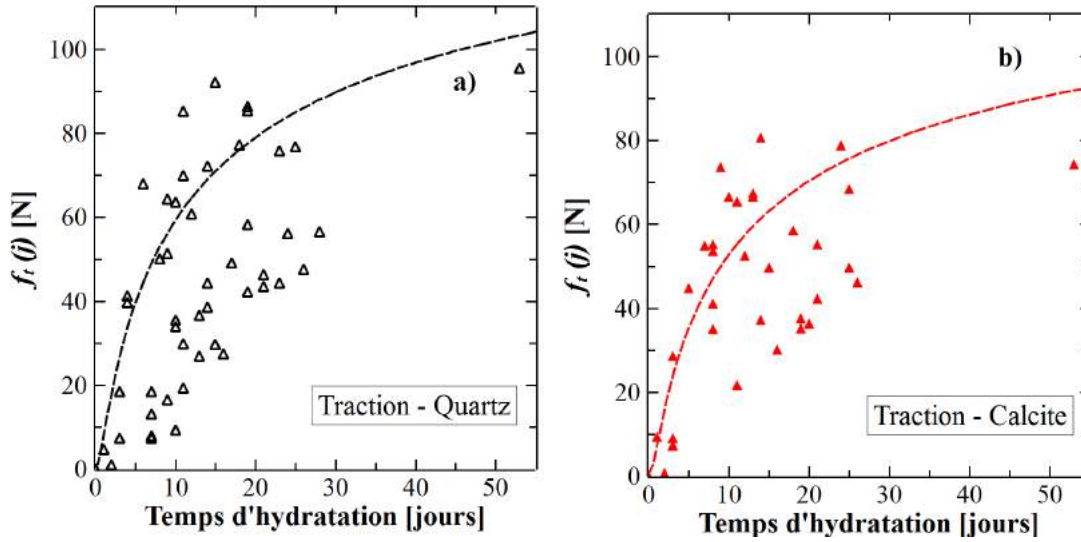 100
80
60
40
20
0
f_t (j) [N]
a)
Traction - Quartz
0 10 20 30 40 50
Temps d'hydratation [jours]
100
80
60
40
20
0
f_t (j) [N]
b)
Traction - Calcite
0 10 20 30 40 50
Temps d'hydratation [jours]